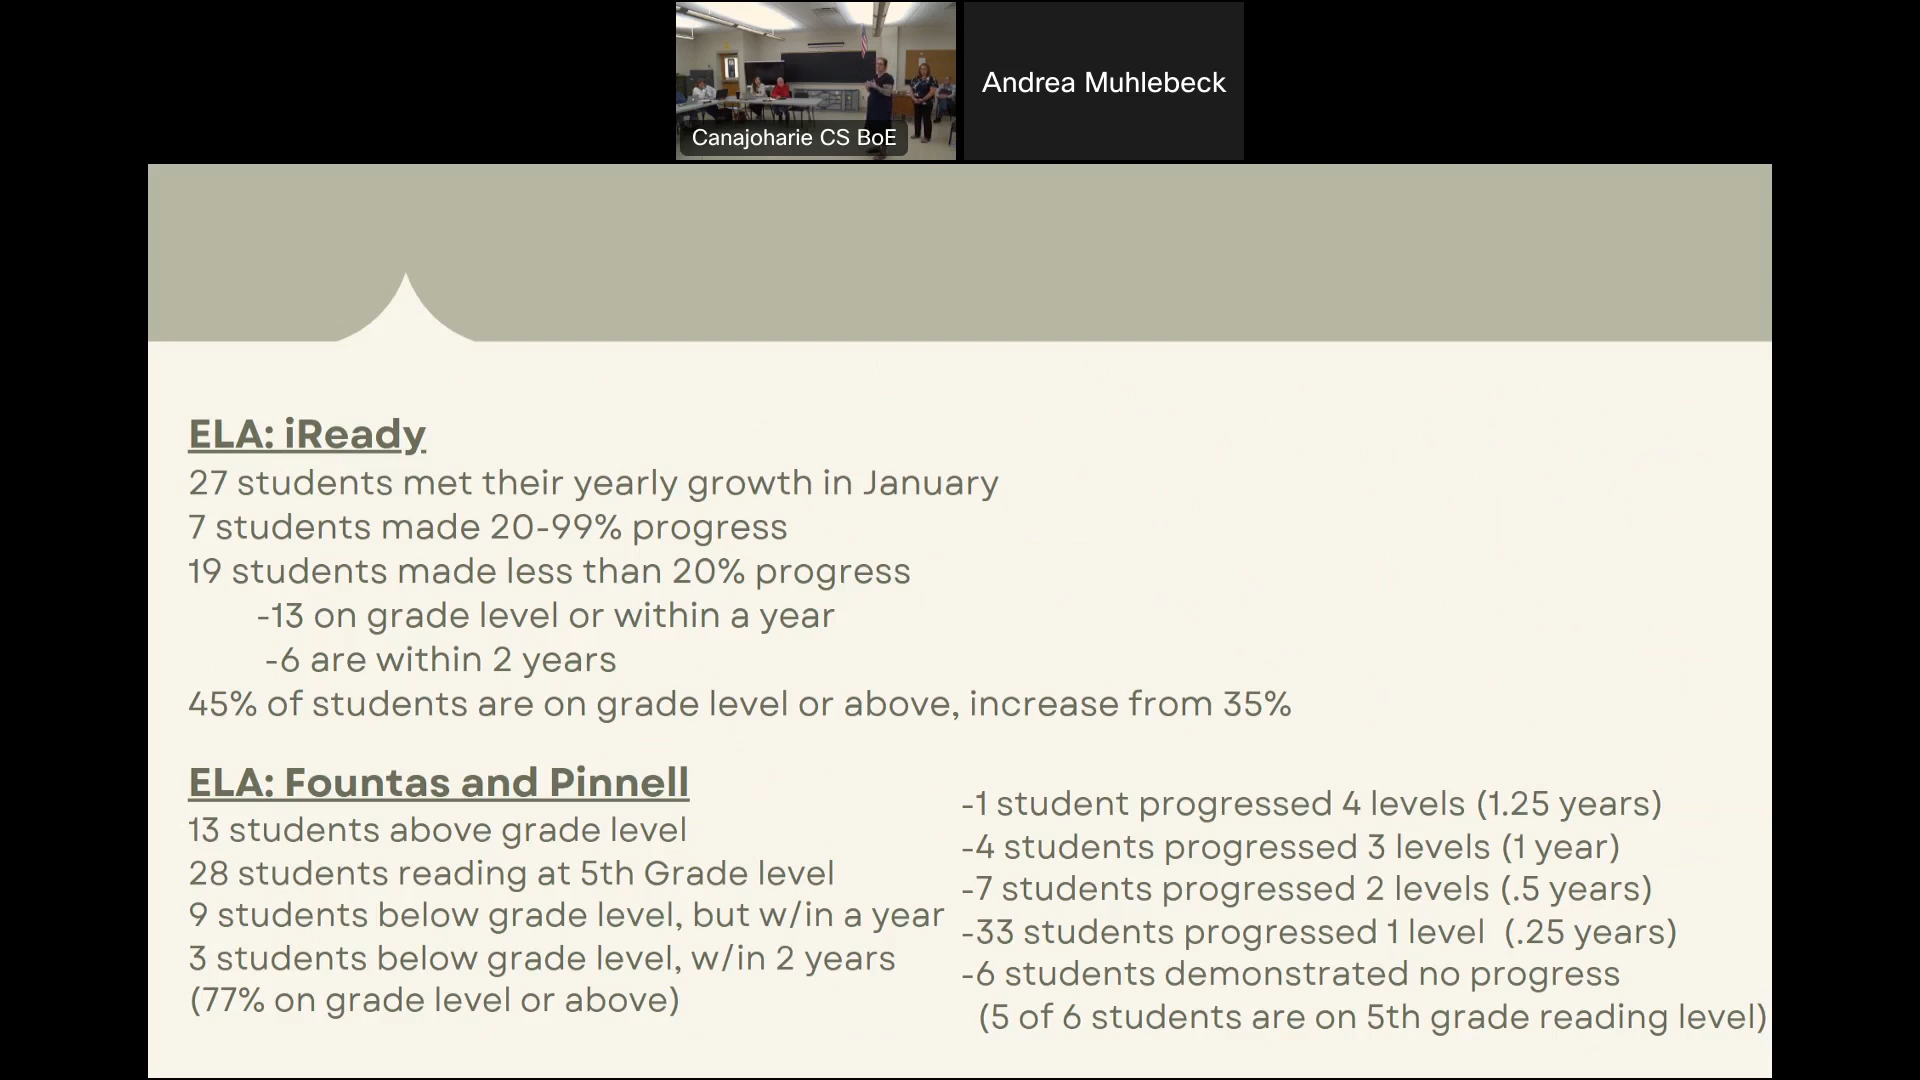 Canajoharie CS BoE
Andrea Muhlebeck
ELA: iReady
27 students met their yearly growth in January
7 students made 20-99% progress
19 students made less than 20% progress
-13 on grade level or within a year
-6 are within 2 years
45% of students are on grade level or above, increase from 35%
ELA: Fountas and Pinnell
13 students above grade level
28 students reading at 5th Grade level
9 students below grade level, but w/in a year
3 students below grade level, w/in 2 years
(77% on grade level or above)
-1 student progressed 4 levels (1.25 years)
-4 students progressed 3 levels (1 year)
-7 students progressed 2 levels (.5 years)
-33 students progressed 1 level  (.25 years)
-6 students demonstrated no progress
(5 of 6 students are on 5th grade reading level)